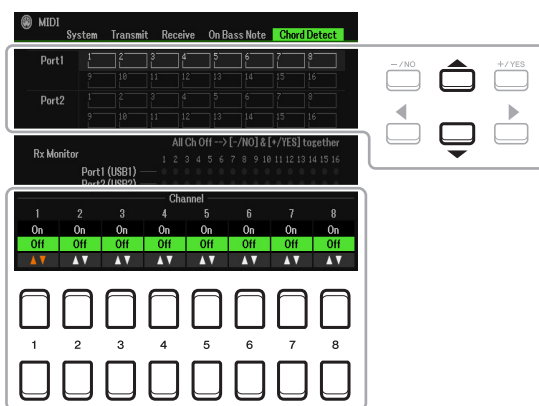 MIDI
System Transmit Receive On Bass Note Chord Detect
Port1 1 2 3 4 5 6 7 8
9 10 11 12 13 14 15 16
Port2 1 2 3 4 5 6 7 8
9 10 11 12 13 14 15 16
-/NO +/YES
All Ch Off --> [-/NO] & [+/YES] together
Rx Monitor 1 2 3 4 5 6 7 8 9 10 11 12 13 14 15 16
Port1 (USB1)
Port2 (USB2)
Channel
1 2 3 4 5 6 7 8
On On On On On On On On
Off Off Off Off Off Off Off Off
1 2 3 4 5 6 7 8